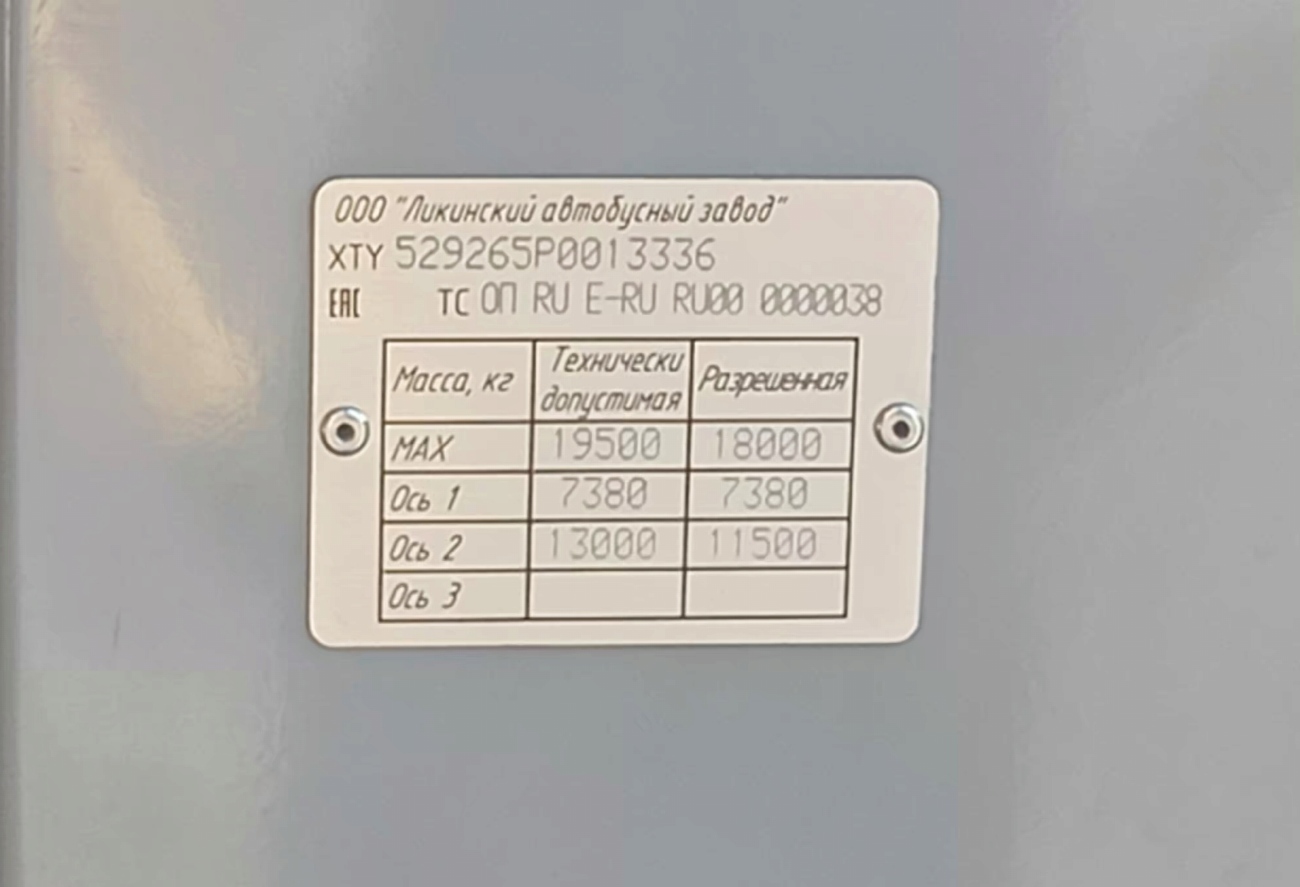 ООО "Ликинский автобусный завод"
XTY 529265P0013336
EAC ТС ОП RU E-RU RU00 0000038
Масса, кг Технически допустимая Разрешенная
MAX 19500 18000
Ось 1 7380 7380
Ось 2 13000 11500
Ось 3